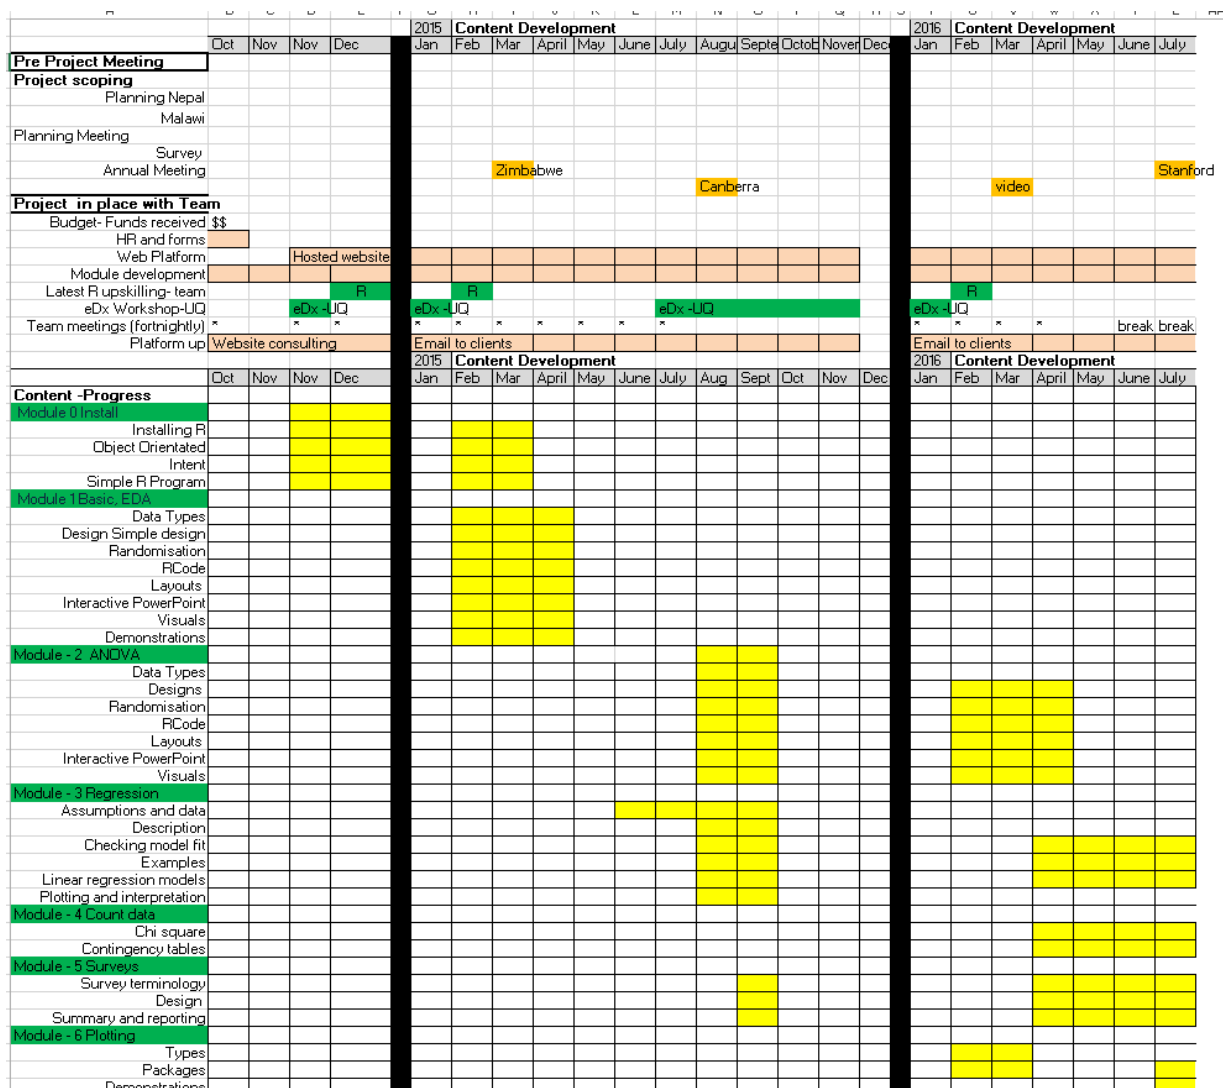 2015 Content Development 2016 Content Development
Oct Nov Nov Dec Jan Feb Mar April May June July Augu Septe Octob Nover Dec Jan Feb Mar April May June July
Pre Project Meeting
Project scoping
Planning Nepal
Malawi
Planning Meeting
Survey
Annual Meeting Zimbabwe Stanford
Canberra video
Project in place with Team
Budget- Funds received $$
HR and forms
Web Platform Hosted website
Module development
Latest R upskilling- team R R R
eDx Workshop-UQ eDx -UQ eDx -UQ eDx -UQ eDx -UQ
Team meetings (fortnightly) * * * * * * * * * * * * * * * break break
Platform up Website consulting Email to clients Email to clients
2015 Content Development 2016 Content Development
Oct Nov Nov Dec Jan Feb Mar April May June July Aug Sept Oct Nov Dec Jan Feb Mar April May June July
Content -Progress
Module 0 Install
Installing R
Object Orientated
Intent
Simple R Program
Module 1 Basic, EDA
Data Types
Design Simple design
Randomisation
RCode
Layouts
Interactive PowerPoint
Visuals
Demonstrations
Module - 2 ANOVA
Data Types
Designs
Randomisation
RCode
Layouts
Interactive PowerPoint
Visuals
Module - 3 Regression
Assumptions and data
Description
Checking model fit
Examples
Linear regression models
Plotting and interpretation
Module - 4 Count data
Chi square
Contingency tables
Module - 5 Surveys
Survey terminology
Design
Summary and reporting
Module - 6 Plotting
Types
Packages
Demonstrations